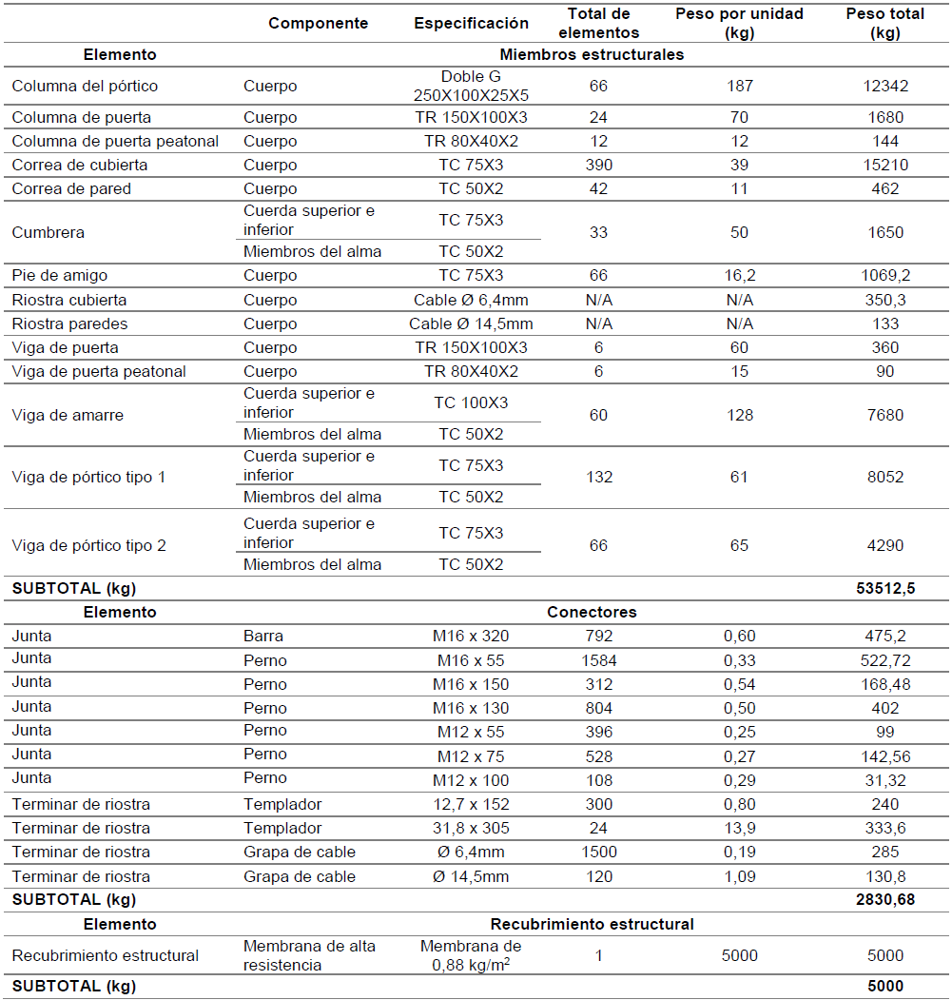 Componente Especificación Total de elementos Peso por unidad (kg) Peso total (kg)
Elemento Miembros estructurales
Columna del pórtico Cuerpo Doble G 250X100X25X5 66 187 12342
Columna de puerta Cuerpo TR 150X100X3 24 70 1680
Columna de puerta peatonal Cuerpo TR 80X40X2 12 12 144
Correa de cubierta Cuerpo TC 75X3 390 39 15210
Correa de pared Cuerpo TC 50X2 42 11 462
Cumbrera Cuerda superior e inferior TC 75X3 33 50 1650
Miembros del alma TC 50X2
Pie de amigo Cuerpo TC 75X3 66 16,2 1069,2
Riostra cubierta Cuerpo Cable Ø 6,4mm N/A N/A 350,3
Riostra paredes Cuerpo Cable Ø 14,5mm N/A N/A 133
Viga de puerta Cuerpo TR 150X100X3 6 60 360
Viga de puerta peatonal Cuerpo TR 80X40X2 6 15 90
Viga de amarre Cuerda superior e inferior TC 100X3 60 128 7680
Miembros del alma TC 50X2
Viga de pórtico tipo 1 Cuerda superior e inferior TC 75X3 132 61 8052
Miembros del alma TC 50X2
Viga de pórtico tipo 2 Cuerda superior e inferior TC 75X3 66 65 4290
Miembros del alma TC 50X2
SUBTOTAL (kg) 53512,5
Elemento Conectores
Junta Barra M16 x 320 792 0,60 475,2
Junta Perno M16 x 55 1584 0,33 522,72
Junta Perno M16 x 150 312 0,54 168,48
Junta Perno M16 x 130 804 0,50 402
Junta Perno M12 x 55 396 0,25 99
Junta Perno M12 x 75 528 0,27 142,56
Junta Perno M12 x 100 108 0,29 31,32
Terminar de riostra Templador 12,7 x 152 300 0,80 240
Terminar de riostra Templador 31,8 x 305 24 13,9 333,6
Terminar de riostra Grapa de cable Ø 6,4mm 1500 0,19 285
Terminar de riostra Grapa de cable Ø 14,5mm 120 1,09 130,8
SUBTOTAL (kg) 2830,68
Elemento Recubrimiento estructural
Recubrimiento estructural Membrana de alta resistencia Membrana de 0,88 kg/m² 1 5000 5000
SUBTOTAL (kg) 5000